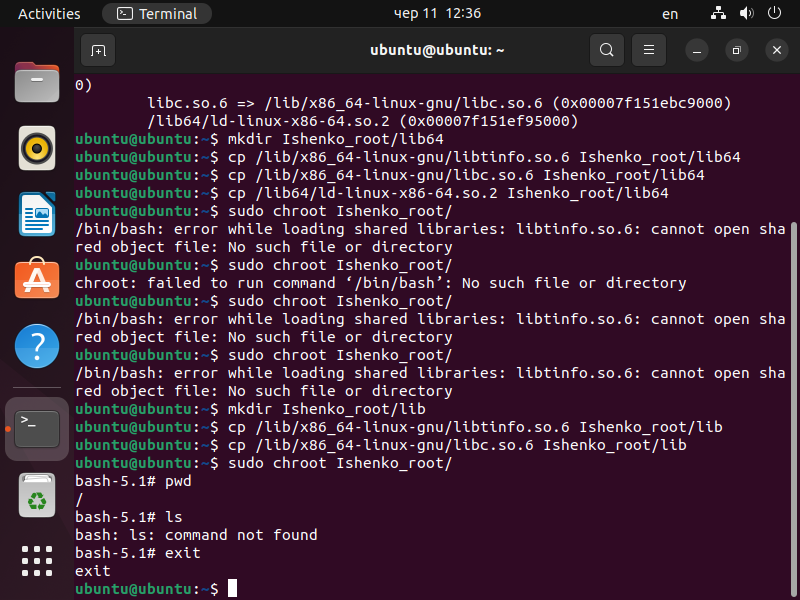 Activities
Terminal
чер 11 12:36
en
ubuntu@ubuntu: ~
0)
libc.so.6 => /lib/x86_64-linux-gnu/libc.so.6 (0x00007f151ebc9000)
/lib64/ld-linux-x86-64.so.2 (0x00007f151ef95000)
ubuntu@ubuntu:~$ mkdir Ishenko_root/lib64
ubuntu@ubuntu:~$ cp /lib/x86_64-linux-gnu/libtinfo.so.6 Ishenko_root/lib64
ubuntu@ubuntu:~$ cp /lib/x86_64-linux-gnu/libc.so.6 Ishenko_root/lib64
ubuntu@ubuntu:~$ cp /lib64/ld-linux-x86-64.so.2 Ishenko_root/lib64
ubuntu@ubuntu:~$ sudo chroot Ishenko_root/
/bin/bash: error while loading shared libraries: libtinfo.so.6: cannot open sha
red object file: No such file or directory
ubuntu@ubuntu:~$ sudo chroot Ishenko_root/
chroot: failed to run command ‘/bin/bash’: No such file or directory
ubuntu@ubuntu:~$ sudo chroot Ishenko_root/
/bin/bash: error while loading shared libraries: libtinfo.so.6: cannot open sha
red object file: No such file or directory
ubuntu@ubuntu:~$ sudo chroot Ishenko_root/
/bin/bash: error while loading shared libraries: libtinfo.so.6: cannot open sha
red object file: No such file or directory
ubuntu@ubuntu:~$ mkdir Ishenko_root/lib
ubuntu@ubuntu:~$ cp /lib/x86_64-linux-gnu/libtinfo.so.6 Ishenko_root/lib
ubuntu@ubuntu:~$ cp /lib/x86_64-linux-gnu/libc.so.6 Ishenko_root/lib
ubuntu@ubuntu:~$ sudo chroot Ishenko_root/
bash-5.1# pwd
/
bash-5.1# ls
bash: ls: command not found
bash-5.1# exit
exit
ubuntu@ubuntu:~$